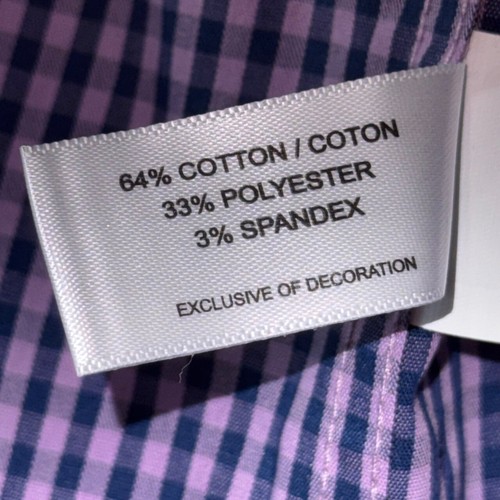 64% COTTON / COTON
33% POLYESTER
3% SPANDEX
EXCLUSIVE OF DECORATION